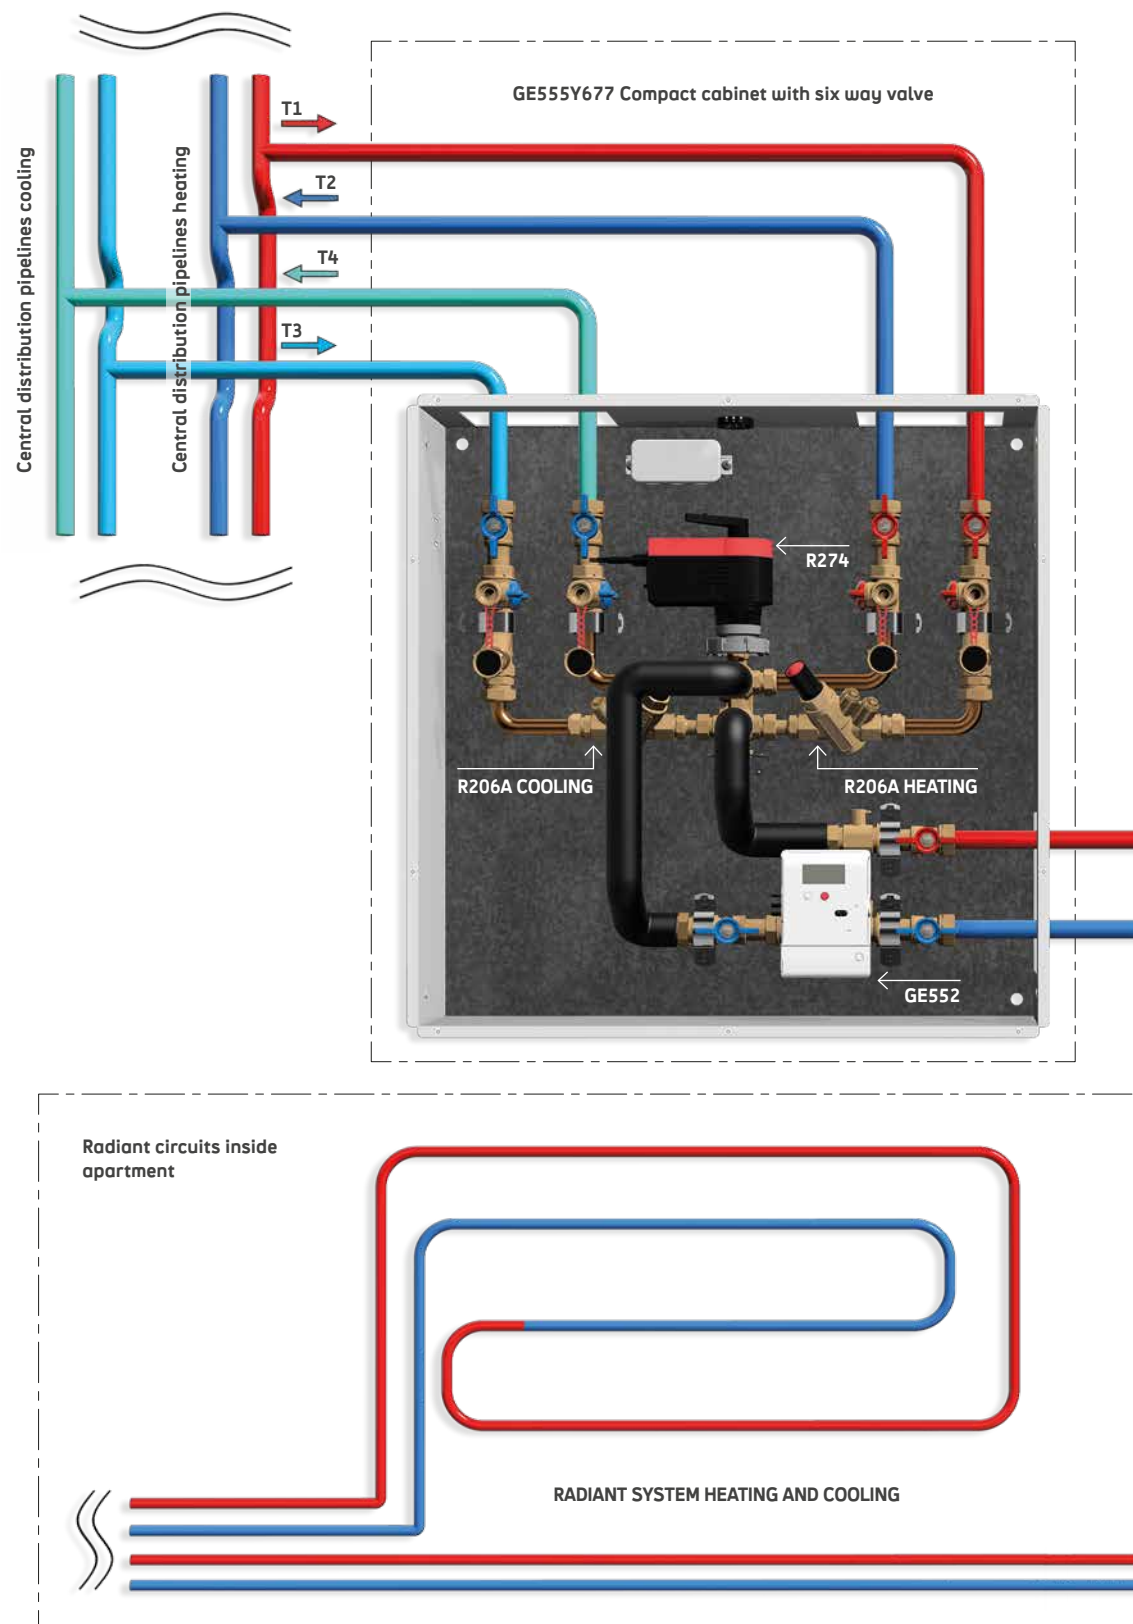 GE555Y677 Compact cabinet with six way valve
T1
T2
T4
T3
Central distribution pipelines cooling
Central distribution pipelines heating
R274
R206A COOLING
R206A HEATING
GE552
Radiant circuits inside
apartment
RADIANT SYSTEM HEATING AND COOLING